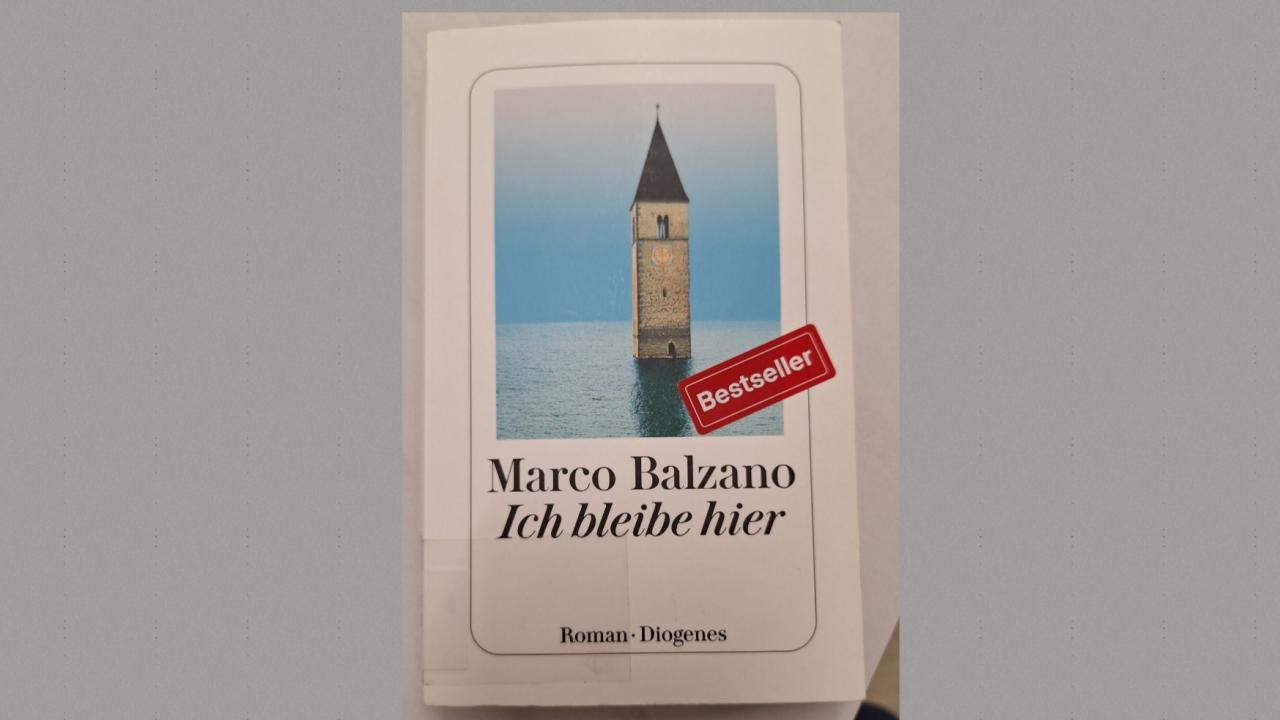 Bestseller
Marco Balzano
Ich bleibe hier
Roman · Diogenes